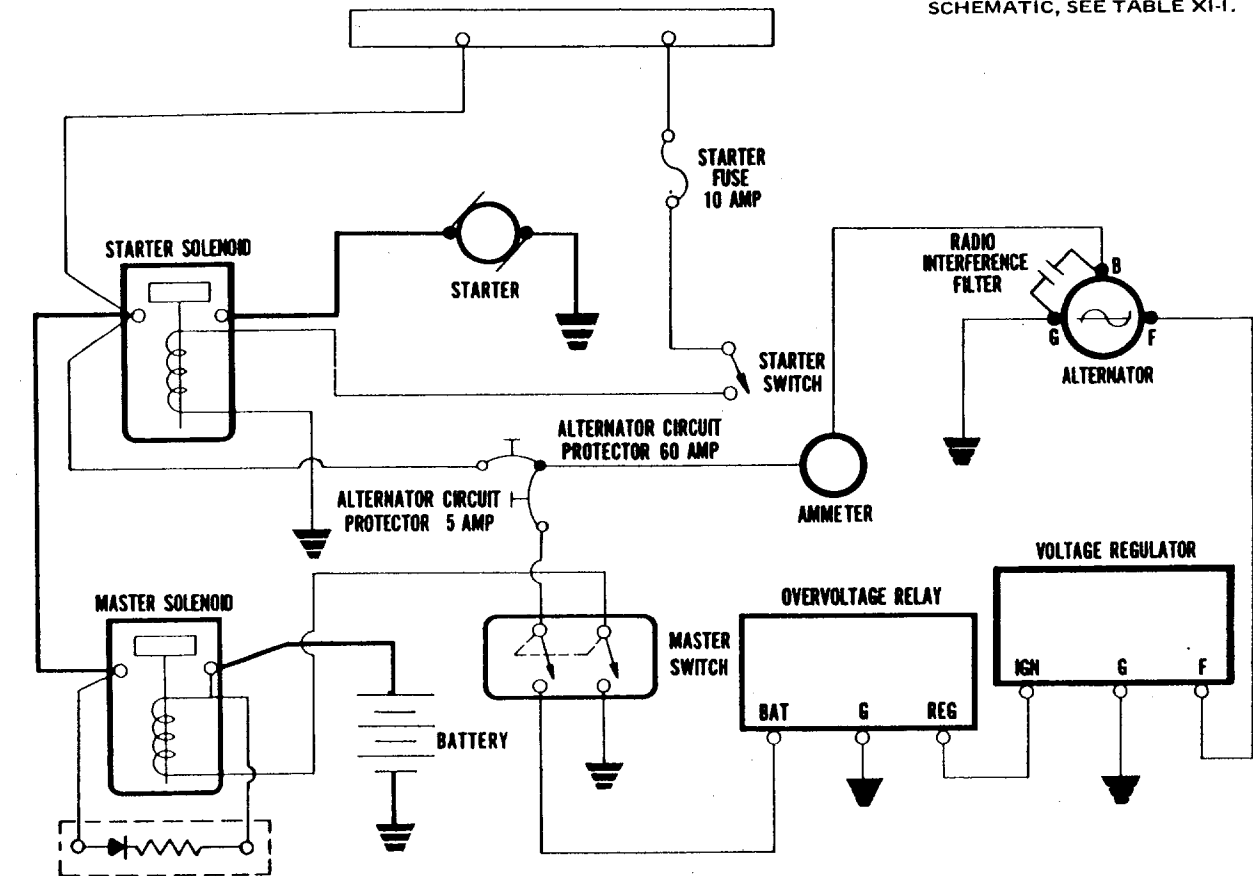 SCHEMATIC, SEE TABLE XI-I.
STARTER
FUSE
10 AMP
STARTER SOLENOID
STARTER
RADIO
INTERFERENCE
FILTER
B
G
F
ALTERNATOR
STARTER
SWITCH
ALTERNATOR CIRCUIT
PROTECTOR 60 AMP
ALTERNATOR CIRCUIT
PROTECTOR 5 AMP
AMMETER
VOLTAGE REGULATOR
IGN
G
F
MASTER SOLENOID
OVERVOLTAGE RELAY
BAT
G
REG
MASTER
SWITCH
BATTERY